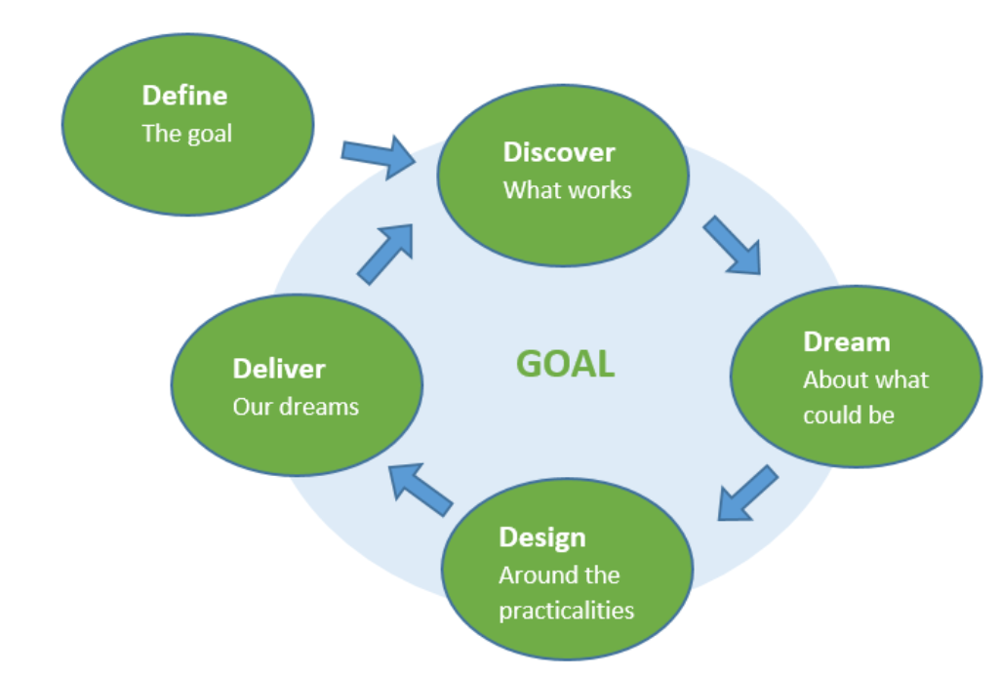 Define
The goal
Discover
What works
Dream
About what
could be
GOAL
Deliver
Our dreams
Design
Around the
practicalities